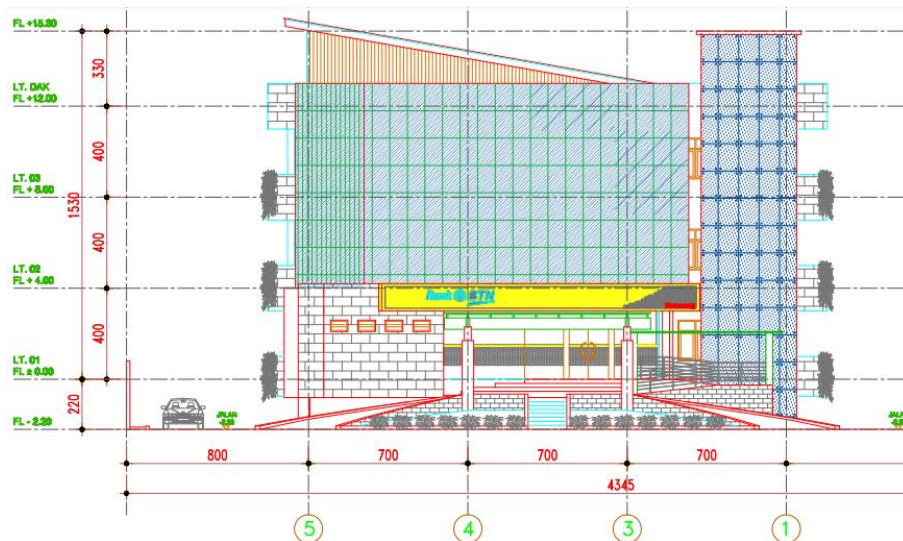 FL +15.30
330
LT. DAK
FL +12.00
400
LT. 03
FL + 8.00
1530
400
LT. 02
FL + 4.00
Bank BTN
400
LT. 01
FL ± 0.00
220
JALAN
FL - 2.20
800
700
700
700
4345
5
4
3
1